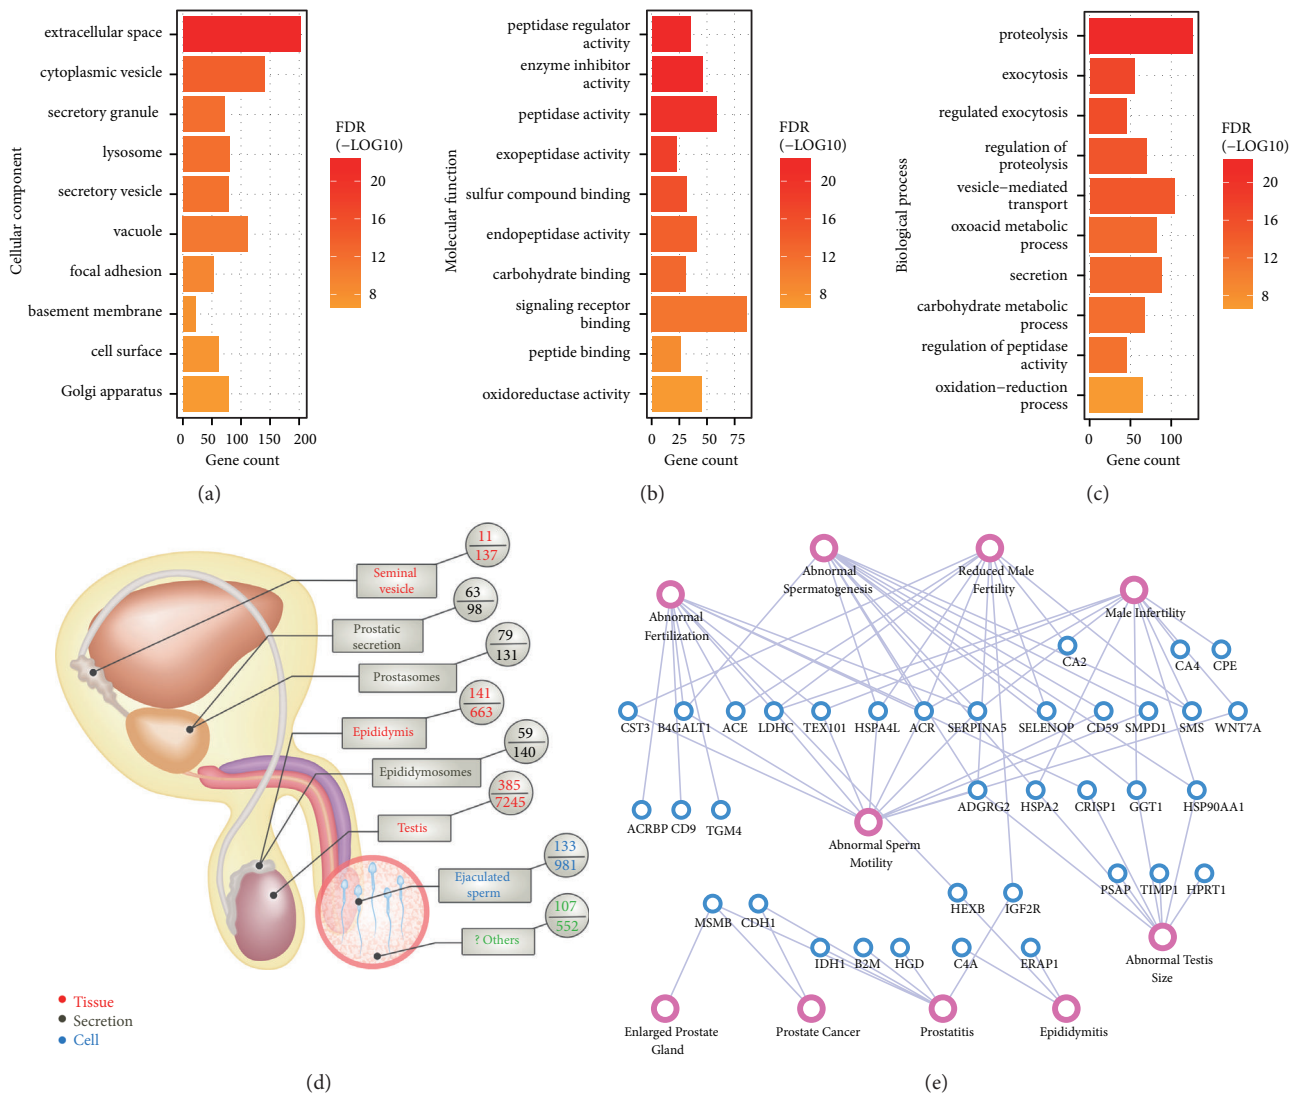 Cellular component
extracellular space
cytoplasmic vesicle
secretory granule
lysosome
secretory vesicle
vacuole
focal adhesion
basement membrane
cell surface
Golgi apparatus
0 50 100 150 200
Gene count
FDR
(−LOG10)
20
16
12
8
(a)
Molecular function
peptidase regulator
activity
enzyme inhibitor
activity
peptidase activity
exopeptidase activity
sulfur compound binding
endopeptidase activity
carbohydrate binding
signaling receptor
binding
peptide binding
oxidoreductase activity
0 25 50 75
Gene count
FDR
(−LOG10)
20
16
12
8
(b)
Biological process
proteolysis
exocytosis
regulated exocytosis
regulation of
proteolysis
vesicle−mediated
transport
oxoacid metabolic
process
secretion
carbohydrate metabolic
process
regulation of peptidase
activity
oxidation−reduction
process
0 50 100
Gene count
FDR
(−LOG10)
20
16
12
8
(c)
11
137
Seminal
vesicle
63
98
Prostatic
secretion
79
131
Prostasomes
141
663
Epididymis
59
140
Epididymosomes
385
7245
Testis
133
981
Ejaculated
sperm
107
552
? Others
Tissue
Secretion
Cell
(d)
Abnormal
Spermatogenesis
Reduced Male
Fertility
Abnormal
Fertilization
Male Infertility
CA2
CA4 CPE
CST3 B4GALT1 ACE LDHC TEX101 HSPA4L ACR SERPINA5 SELENOP CD59 SMPD1 SMS WNT7A
ADGRG2 HSPA2 CRISP1 GGT1 HSP90AA1
ACRBP CD9 TGM4
Abnormal Sperm
Motility
PSAP TIMP1 HPRT1
HEXB IGF2R
MSMB CDH1
IDH1 B2M HGD C4A ERAP1
Abnormal Testis
Size
Enlarged Prostate
Gland
Prostate Cancer
Prostatitis
Epididymitis
(e)